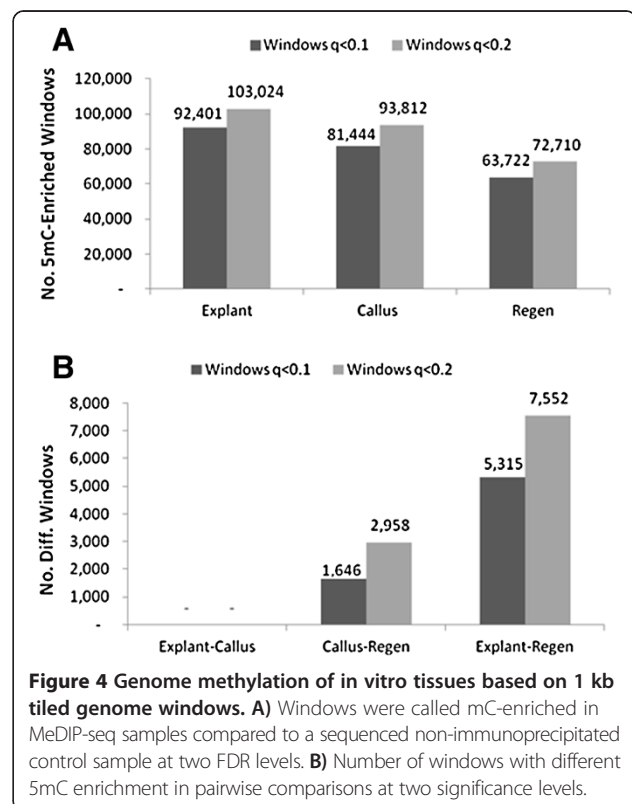 A
Windows q<0.1 Windows q<0.2
No. 5mC-Enriched Windows
120,000
100,000
80,000
60,000
40,000
20,000
-
92,401 103,024
81,444 93,812
63,722 72,710
Explant Callus Regen
B
Windows q<0.1 Windows q<0.2
No. Diff. Windows
8,000
7,000
6,000
5,000
4,000
3,000
2,000
1,000
-
- -
1,646 2,958
5,315 7,552
Explant-Callus Callus-Regen Explant-Regen
Figure 4 Genome methylation of in vitro tissues based on 1 kb
tiled genome windows. A) Windows were called mC-enriched in
MeDIP-seq samples compared to a sequenced non-immunoprecipitated
control sample at two FDR levels. B) Number of windows with different
5mC enrichment in pairwise comparisons at two significance levels.